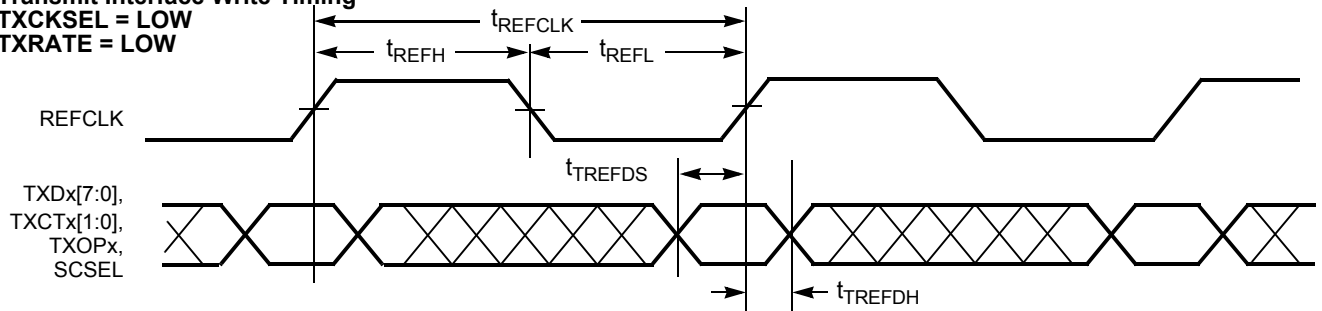 Transmit Interface Write Timing
TXCKSEL = LOW
TXRATE = LOW
tREFCLK
tREFH
tREFL
REFCLK
tTREFDS
TXDx[7:0],
TXCTx[1:0],
TXOPx,
SCSEL
tTREFDH